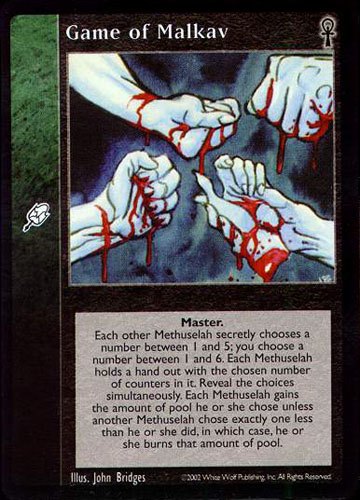 Game of Malkav
Master.
Each other Methuselah secretly chooses a
number between 1 and 5; you choose a
number between 1 and 6. Each Methuselah
holds a hand out with the chosen number
of counters in it. Reveal the choices
simultaneously. Each Methuselah gains
the amount of pool he or she chose unless
another Methuselah chose exactly one less
than he or she did, in which case, he or
she burns that amount of pool.
Illus. John Bridges
©2002 White Wolf Publishing, Inc. All Rights Reserved.